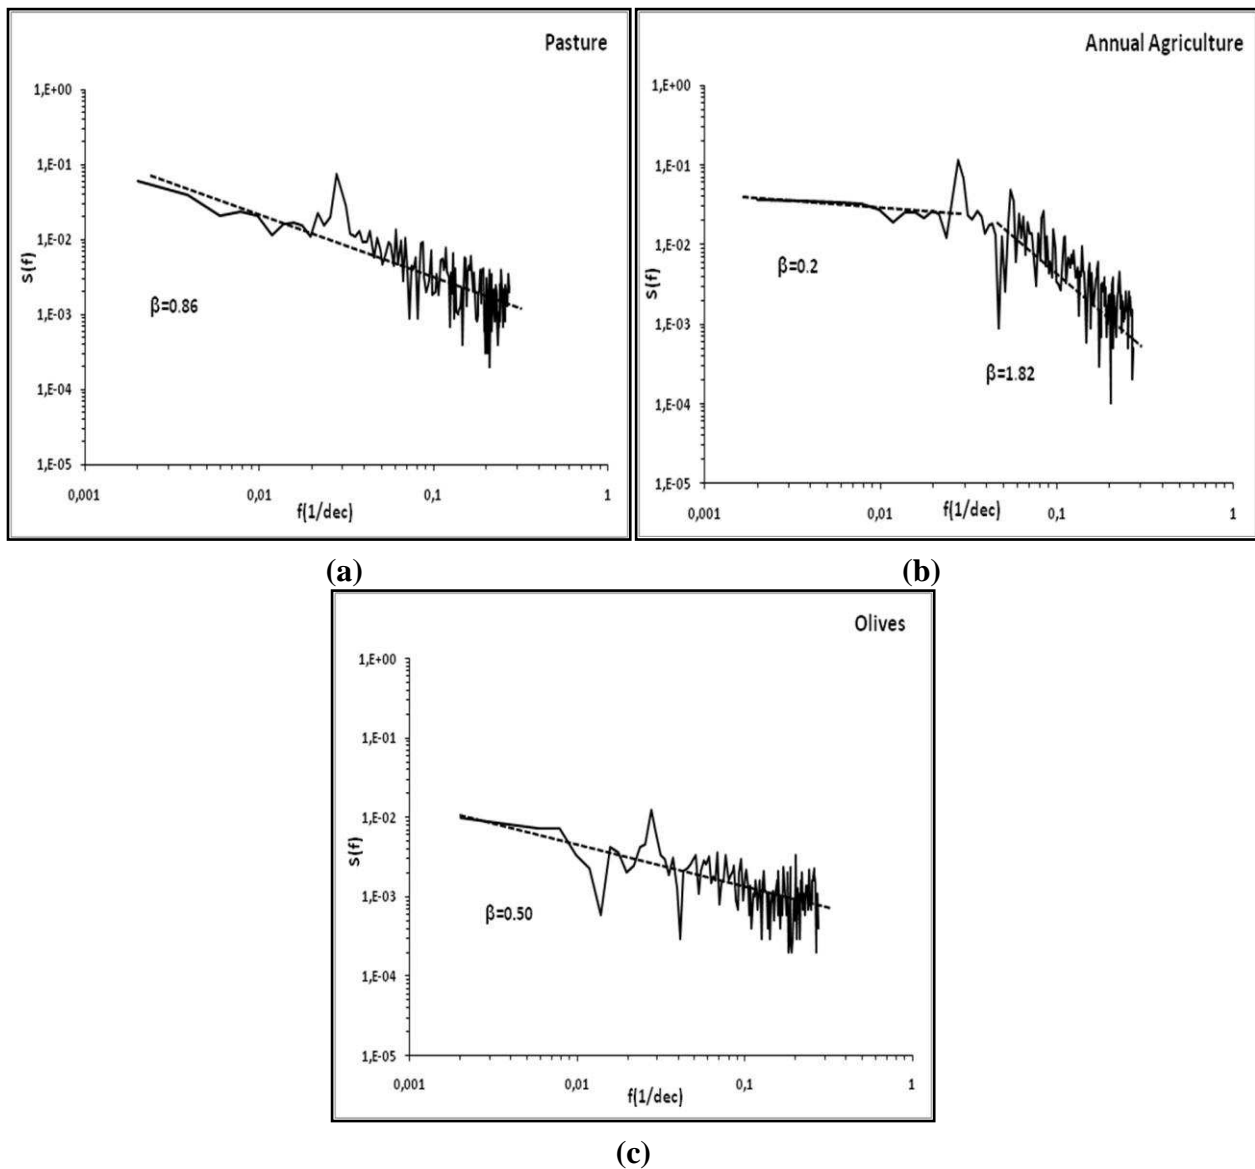 Pasture
1,E+00
1,E-01
1,E-02
1,E-03
1,E-04
1,E-05
S(f)
β=0.86
0,001
0,01
0,1
1
f(1/dec)
(a)
Annual Agriculture
1,E+00
1,E-01
1,E-02
1,E-03
1,E-04
1,E-05
S(f)
β=0.2
β=1.82
0,001
0,01
0,1
1
f(1/dec)
(b)
Olives
1,E+00
1,E-01
1,E-02
1,E-03
1,E-04
1,E-05
S(f)
β=0.50
0,001
0,01
0,1
1
f(1/dec)
(c)